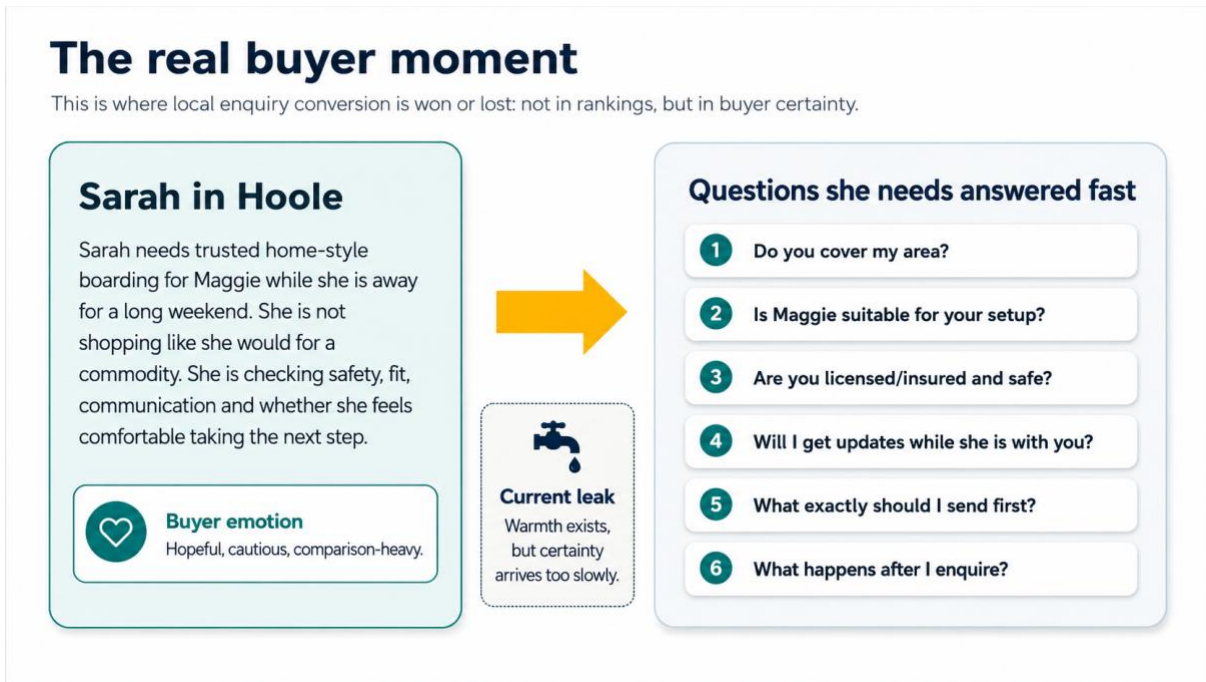 The real buyer moment
This is where local enquiry conversion is won or lost: not in rankings, but in buyer certainty.
Sarah in Hoole
Sarah needs trusted home-style
boarding for Maggie while she is away
for a long weekend. She is not
shopping like she would for a
commodity. She is checking safety, fit,
communication and whether she feels
comfortable taking the next step.
Buyer emotion
Hopeful, cautious, comparison-heavy.
Current leak
Warmth exists,
but certainty
arrives too slowly.
Questions she needs answered fast
1 Do you cover my area?
2 Is Maggie suitable for your setup?
3 Are you licensed/insured and safe?
4 Will I get updates while she is with you?
5 What exactly should I send first?
6 What happens after I enquire?